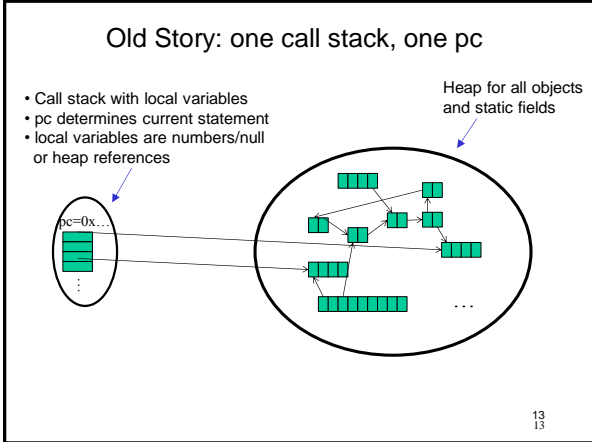 Old Story: one call stack, one pc
• Call stack with local variables
• pc determines current statement
• local variables are numbers/null
or heap references
Heap for all objects
and static fields
pc=0x…
…
…
13
13